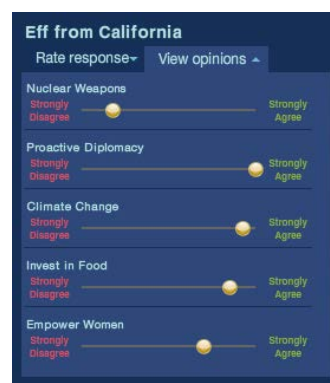 Eff from California
Rate response View opinions
Nuclear Weapons
Strongly Strongly
Disagree Agree
Proactive Diplomacy
Strongly Strongly
Disagree Agree
Climate Change
Strongly Strongly
Disagree Agree
Invest in Food
Strongly Strongly
Disagree Agree
Empower Women
Strongly Strongly
Disagree Agree